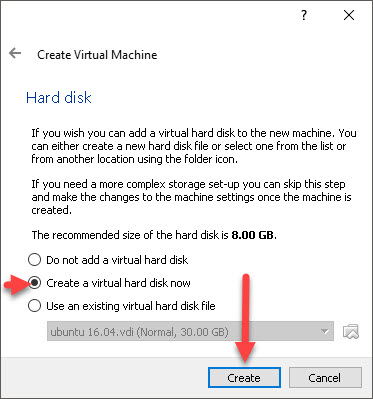 ?
Create Virtual Machine
Hard disk
If you wish you can add a virtual hard disk to the new machine. You
can either create a new hard disk file or select one from the list or
from another location using the folder icon.
If you need a more complex storage set-up you can skip this step
and make the changes to the machine settings once the machine is
created.
The recommended size of the hard disk is 8.00 GB.
Do not add a virtual hard disk
Create a virtual hard disk now
Use an existing virtual hard disk file
ubuntu 16.04.vdi (Normal, 30.00 GB)
Create Cancel